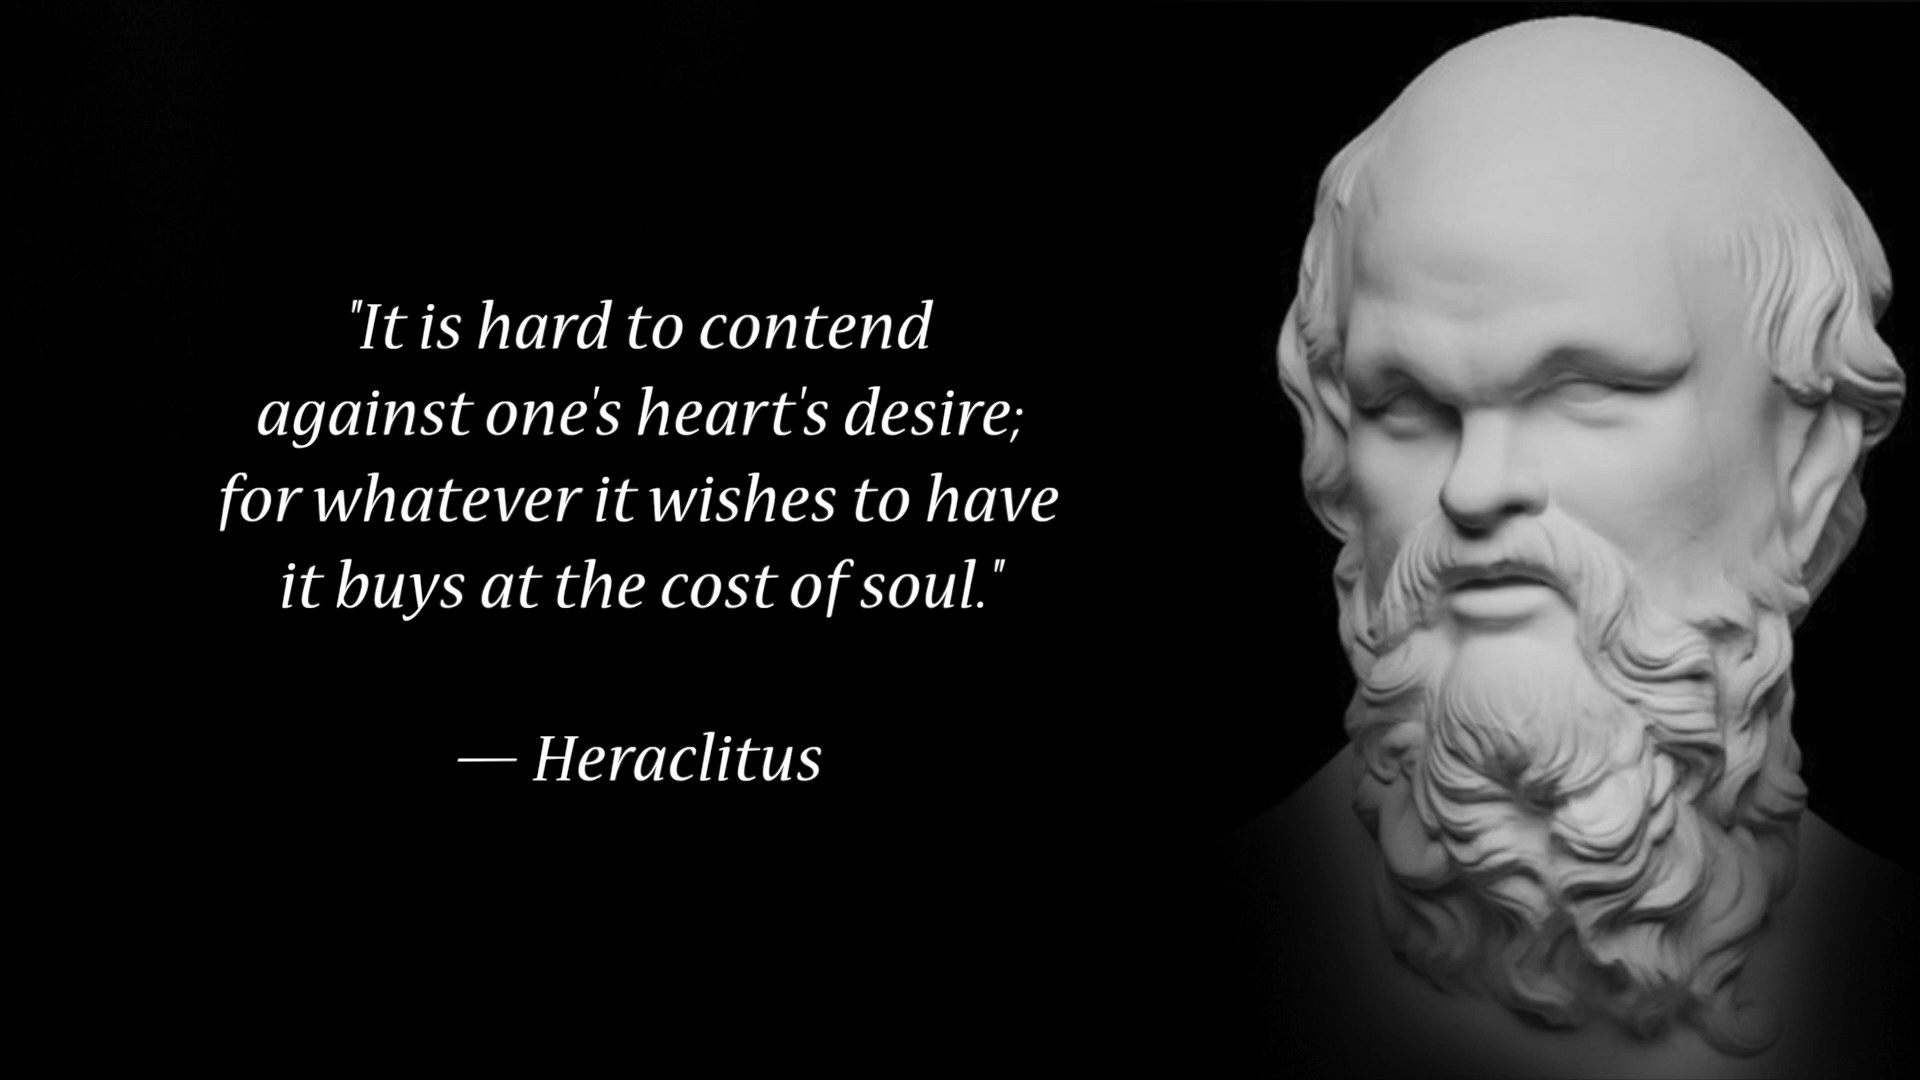 "It is hard to contend
against one's heart's desire;
for whatever it wishes to have
it buys at the cost of soul."
— Heraclitus